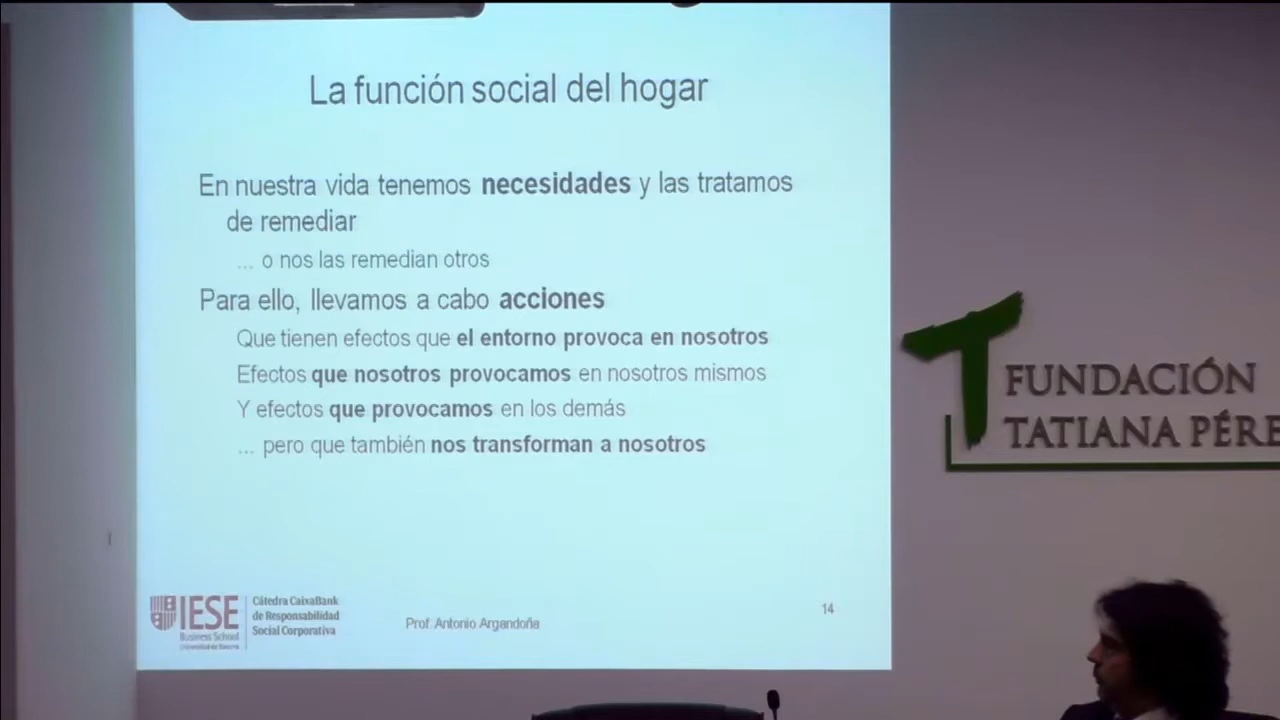 La función social del hogar
En nuestra vida tenemos necesidades y las tratamos
de remediar
... o nos las remedian otros
Para ello, llevamos a cabo acciones
Que tienen efectos que el entorno provoca en nosotros
Efectos que nosotros provocamos en nosotros mismos
Y efectos que provocamos en los demás
... pero que también nos transforman a nosotros
IESE
Business School
Universidad de Navarra
Cátedra CaixaBank
de Responsabilidad
Social Corporativa
Prof. Antonio Argandoña
14
FUNDACIÓN
TATIANA PÉRE